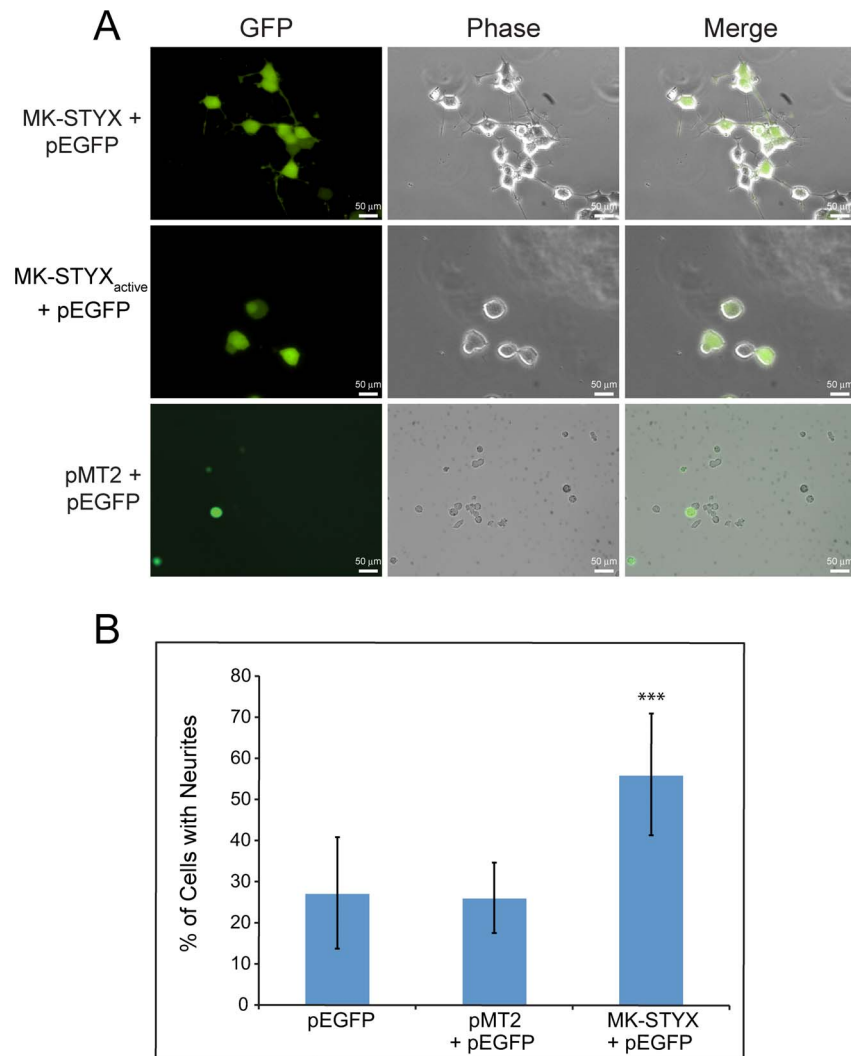 A
GFP
Phase
Merge
MK-STYX +
pEGFP
50 µm
50 µm
50 µm
MK-STYXactive
+ pEGFP
50 µm
50 µm
50 µm
pMT2 +
pEGFP
50 µm
50 µm
50 µm
B
% of Cells with Neurites
80
70
60
50
40
30
20
10
0
***
pEGFP
pMT2
+ pEGFP
MK-STYX
+ pEGFP